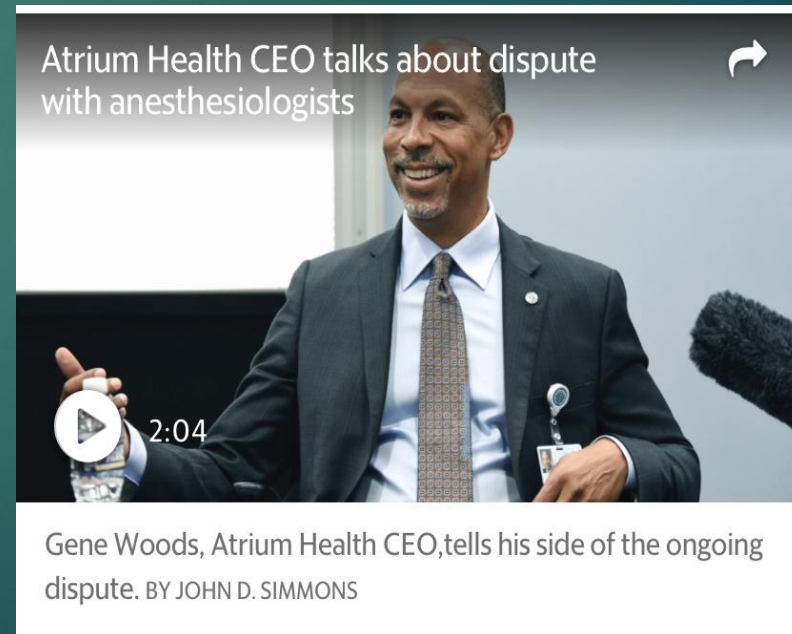 Atrium Health CEO talks about dispute
with anesthesiologists
2:04
Gene Woods, Atrium Health CEO,tells his side of the ongoing
dispute. BY JOHN D. SIMMONS